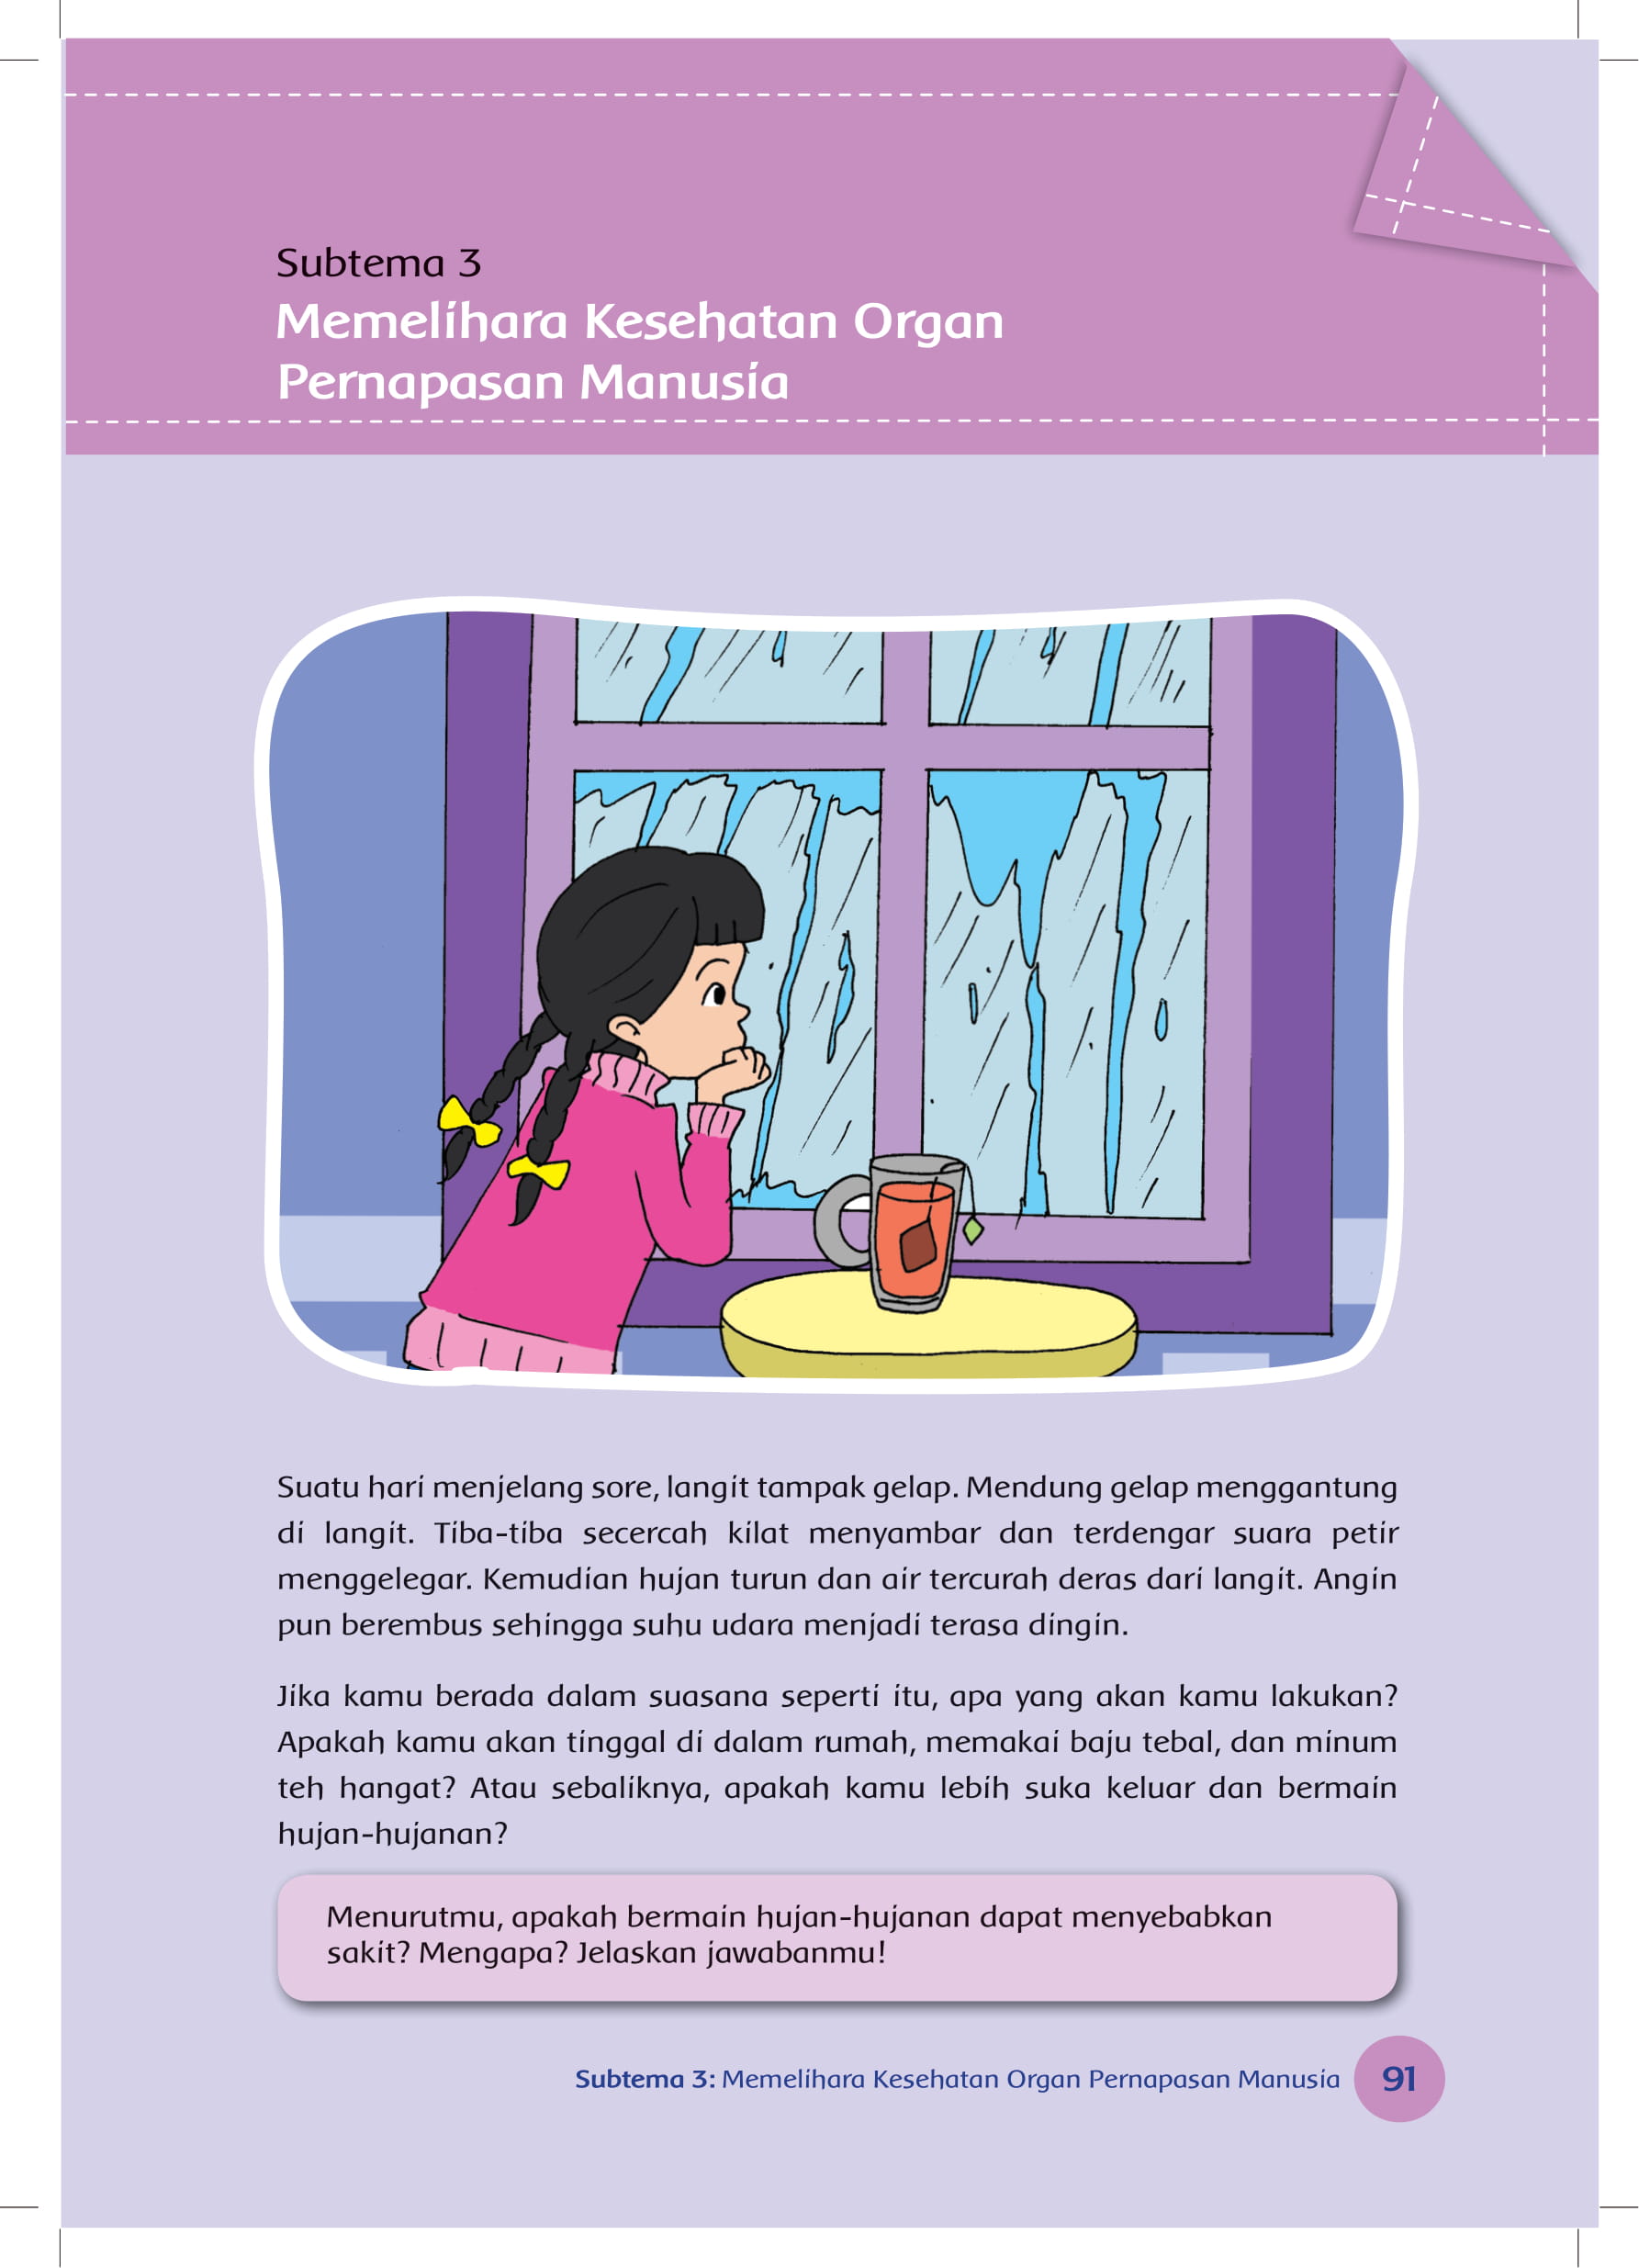 Subtema 3
Memelihara Kesehatan Organ
Pernapasan Manusia
Suatu hari menjelang sore, langit tampak gelap. Mendung gelap menggantung
di langit. Tiba-tiba secercah kilat menyambar dan terdengar suara petir
menggelegar. Kemudian hujan turun dan air tercurah deras dari langit. Angin
pun berembus sehingga suhu udara menjadi terasa dingin.
Jika kamu berada dalam suasana seperti itu, apa yang akan kamu lakukan?
Apakah kamu akan tinggal di dalam rumah, memakai baju tebal, dan minum
teh hangat? Atau sebaliknya, apakah kamu lebih suka keluar dan bermain
hujan-hujanan?
Menurutmu, apakah bermain hujan-hujanan dapat menyebabkan
sakit? Mengapa? Jelaskan jawabanmu!
Subtema 3: Memelihara Kesehatan Organ Pernapasan Manusia 91